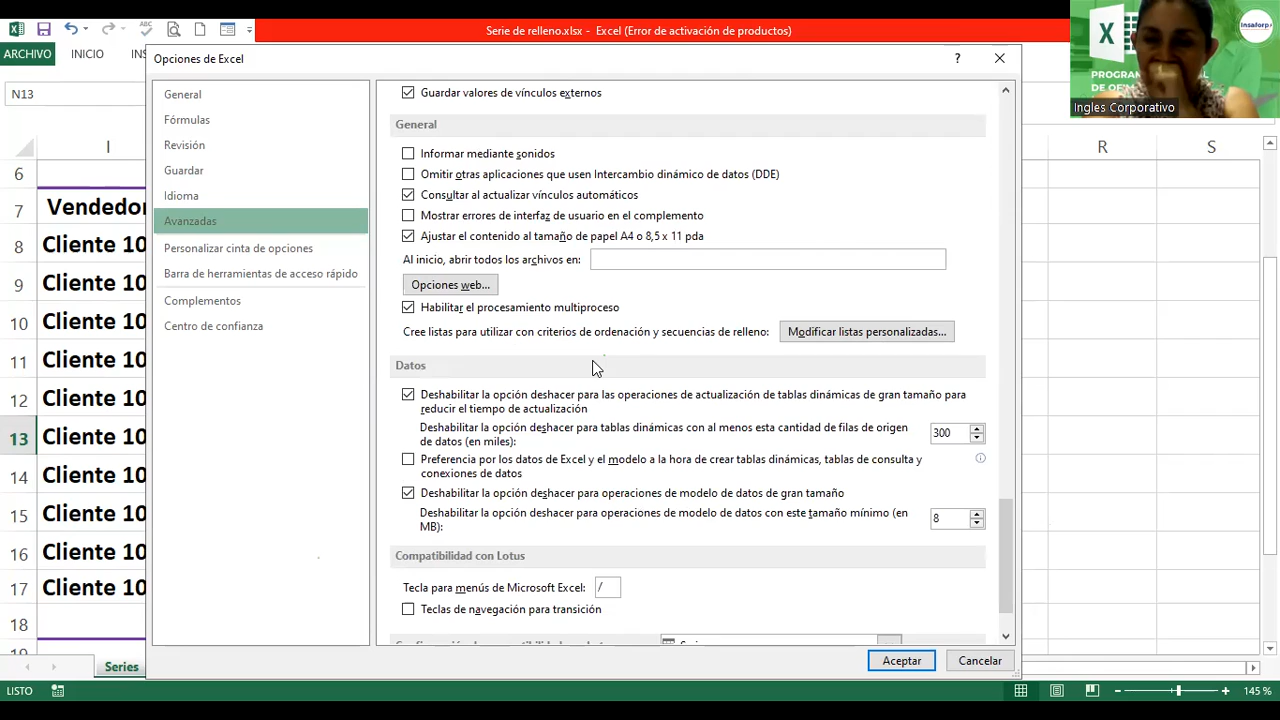 Serie de relleno.xlsx - Excel (Error de activación de productos)
ARCHIVO
INICIO
Opciones de Excel
?
N13
General
Fórmulas
Revisión
Guardar
Idioma
Avanzadas
Personalizar cinta de opciones
Barra de herramientas de acceso rápido
Complementos
Centro de confianza
Guardar valores de vínculos externos
General
Informar mediante sonidos
Omitir otras aplicaciones que usen Intercambio dinámico de datos (DDE)
Consultar al actualizar vínculos automáticos
Mostrar errores de interfaz de usuario en el complemento
Ajustar el contenido al tamaño de papel A4 o 8,5 x 11 pda
Al inicio, abrir todos los archivos en:
Opciones web...
Habilitar el procesamiento multiproceso
Cree listas para utilizar con criterios de ordenación y secuencias de relleno: Modificar listas personalizadas...
Datos
Deshabilitar la opción deshacer para las operaciones de actualización de tablas dinámicas de gran tamaño para
reducir el tiempo de actualización
Deshabilitar la opción deshacer para tablas dinámicas con al menos esta cantidad de filas de origen
de datos (en miles): 300
Preferencia por los datos de Excel y el modelo a la hora de crear tablas dinámicas, tablas de consulta y
conexiones de datos
Deshabilitar la opción deshacer para operaciones de modelo de datos de gran tamaño
Deshabilitar la opción deshacer para operaciones de modelo de datos con este tamaño mínimo (en
MB): 8
Compatibilidad con Lotus
Tecla para menús de Microsoft Excel: /
Teclas de navegación para transición
Aceptar
Cancelar
I
R
S
6
7 Vendedor
8 Cliente 10
9 Cliente 10
10 Cliente 10
11 Cliente 10
12 Cliente 10
13 Cliente 10
14 Cliente 10
15 Cliente 10
16 Cliente 10
17 Cliente 10
18
Series
LISTO
145 %
X
Insaforp
Ingles Corporativo